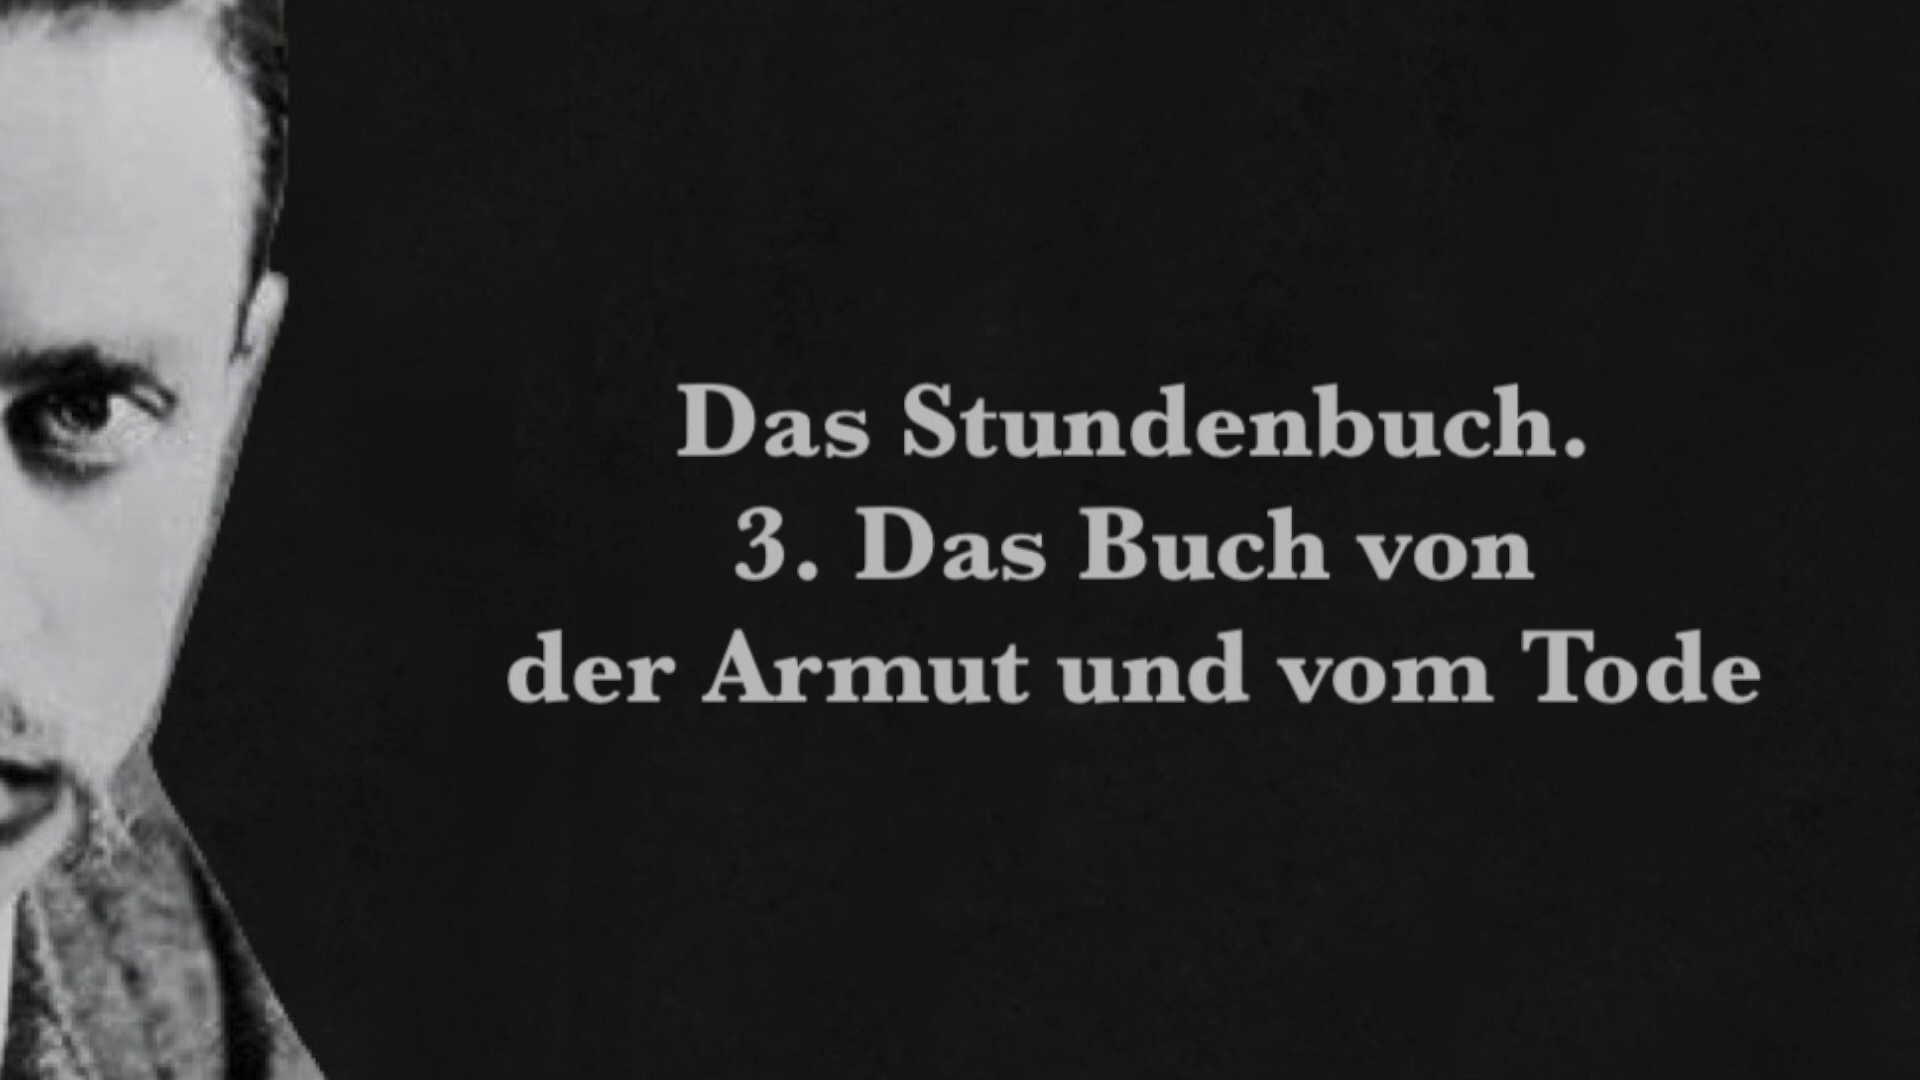 Das Stundenbuch.
3. Das Buch von
der Armut und vom Tode